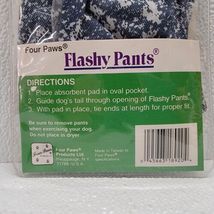 Four Paws®
Flashy Pants™
DIRECTIONS
1. Place absorbent pad in oval pocket.
2. Guide dog's tail through opening of Flashy Pants.
3. With pad in place, tie ends at length for proper fit.
Be sure to remove pants
when exercising your dog.
Do not place in dryer.
Four Paws
Products Ltd.
Hauppauge, N.Y.
11788
Made in Taiwan to
Four Paws®
specifications.